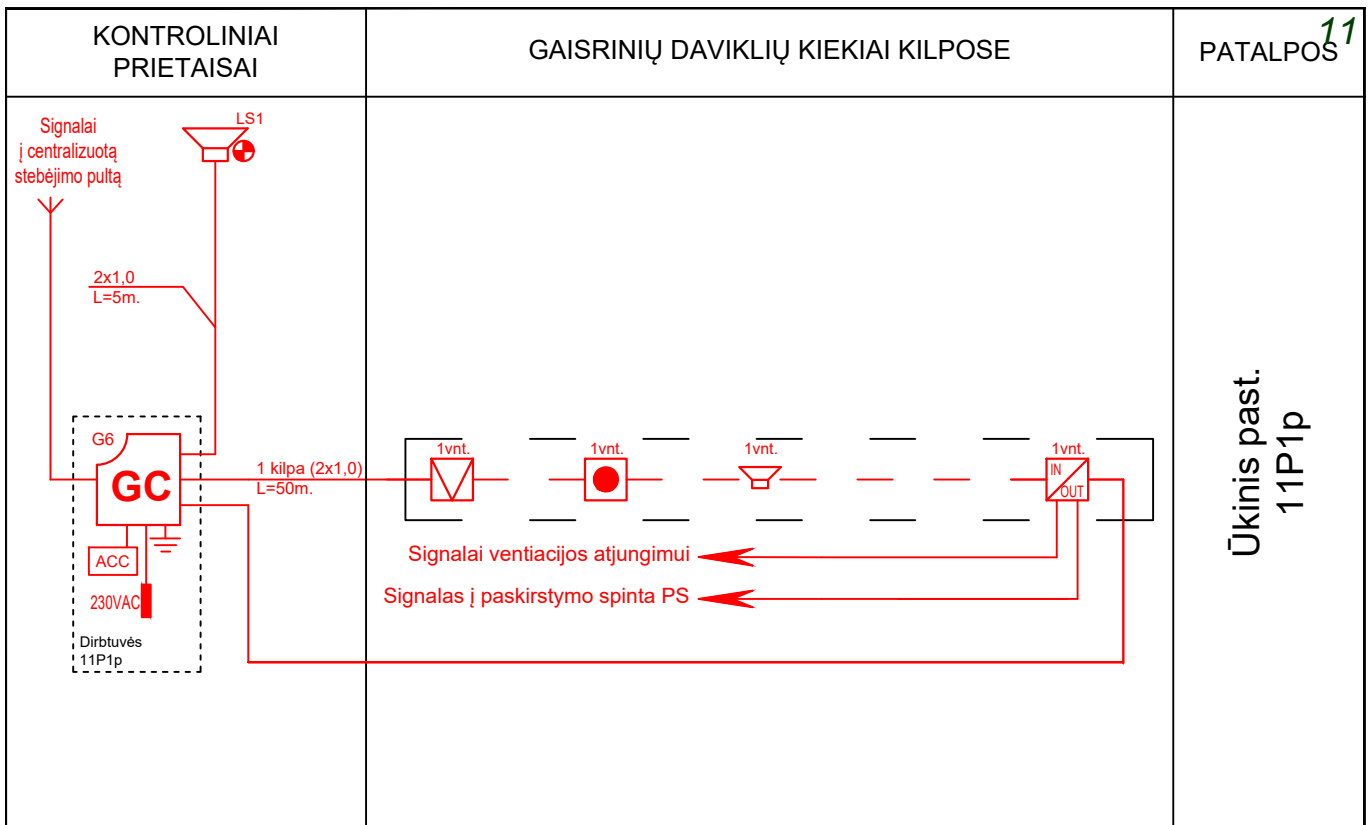 KONTROLINIAI
PRIETAISAI
GAISRINIŲ DAVIKLIŲ KIEKIAI KILPOSE
PATALPOS
11
Signalai
į centralizuotą
stebėjimo pultą
LS1
2x1,0
L=5m.
G6
GC
1 kilpa (2x1,0)
L=50m.
ACC
230VAC
Dirbtuvės
11P1p
1vnt.
1vnt.
1vnt.
1vnt.
IN
OUT
Signalai ventiacijos atjungimui
Signalas į paskirstymo spinta PS
Ūkinis past.
11P1p